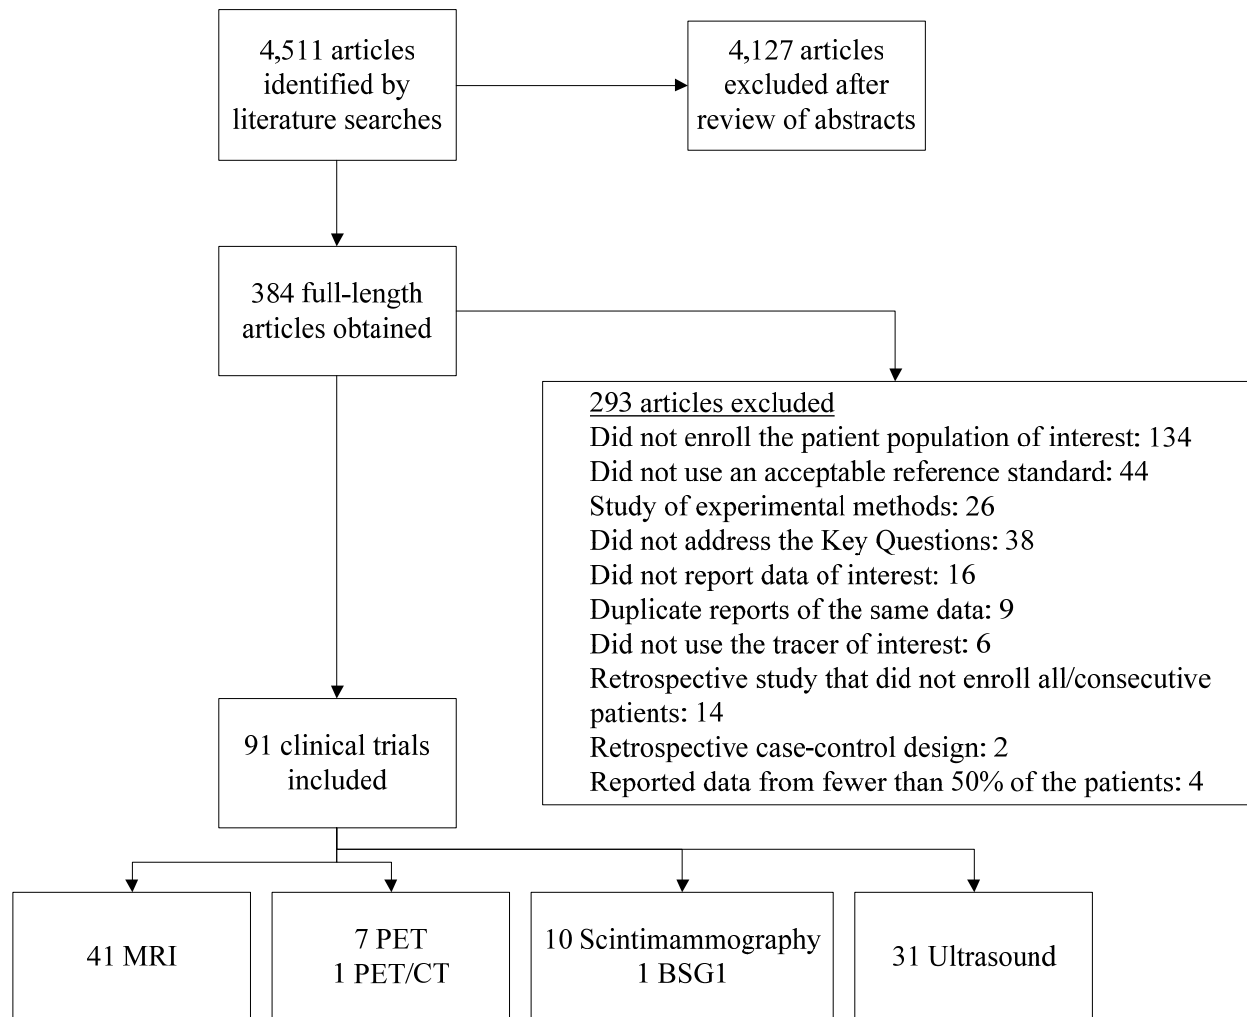 4,511 articles
identified by
literature searches
4,127 articles
excluded after
review of abstracts
384 full-length
articles obtained
293 articles excluded
Did not enroll the patient population of interest: 134
Did not use an acceptable reference standard: 44
Study of experimental methods: 26
Did not address the Key Questions: 38
Did not report data of interest: 16
Duplicate reports of the same data: 9
Did not use the tracer of interest: 6
Retrospective study that did not enroll all/consecutive
patients: 14
Retrospective case-control design: 2
Reported data from fewer than 50% of the patients: 4
91 clinical trials
included
41 MRI
7 PET
1 PET/CT
10 Scintimammography
1 BSG1
31 Ultrasound